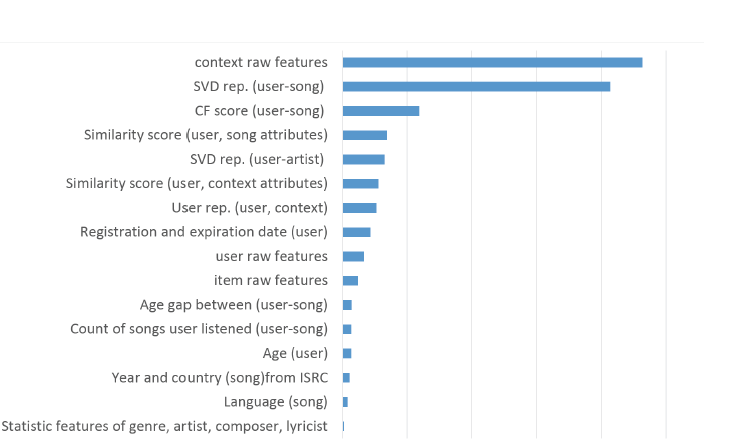 context raw features
SVD rep. (user-song)
CF score (user-song)
Similarity score (user, song attributes)
SVD rep. (user-artist)
Similarity score (user, context attributes)
User rep. (user, context)
Registration and expiration date (user)
user raw features
item raw features
Age gap between (user-song)
Count of songs user listened (user-song)
Age (user)
Year and country (song)from ISRC
Language (song)
Statistic features of genre, artist, composer, lyricist